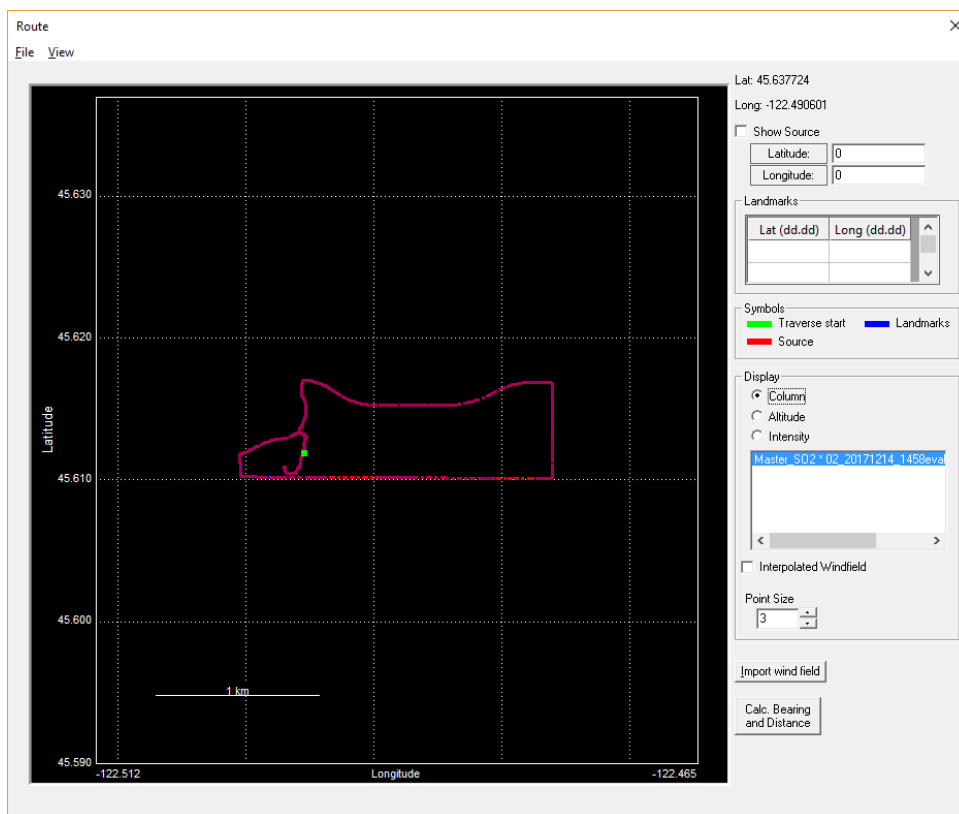 Route
File View
Lat: 45.637724
Long: -122.490601
Show Source
Latitude: 0
Longitude: 0
Landmarks
Lat (dd.dd) Long (dd.dd)
Symbols
Traverse start Landmarks
Source
Display
Column
Altitude
Intensity
Master_SO2 * 02_20171214_1458eval
Interpolated Windfield
Point Size
3
Import wind field
Calc. Bearing
and Distance
45.630
45.620
Latitude
45.610
45.600
1 km
45.590
-122.512 Longitude -122.465